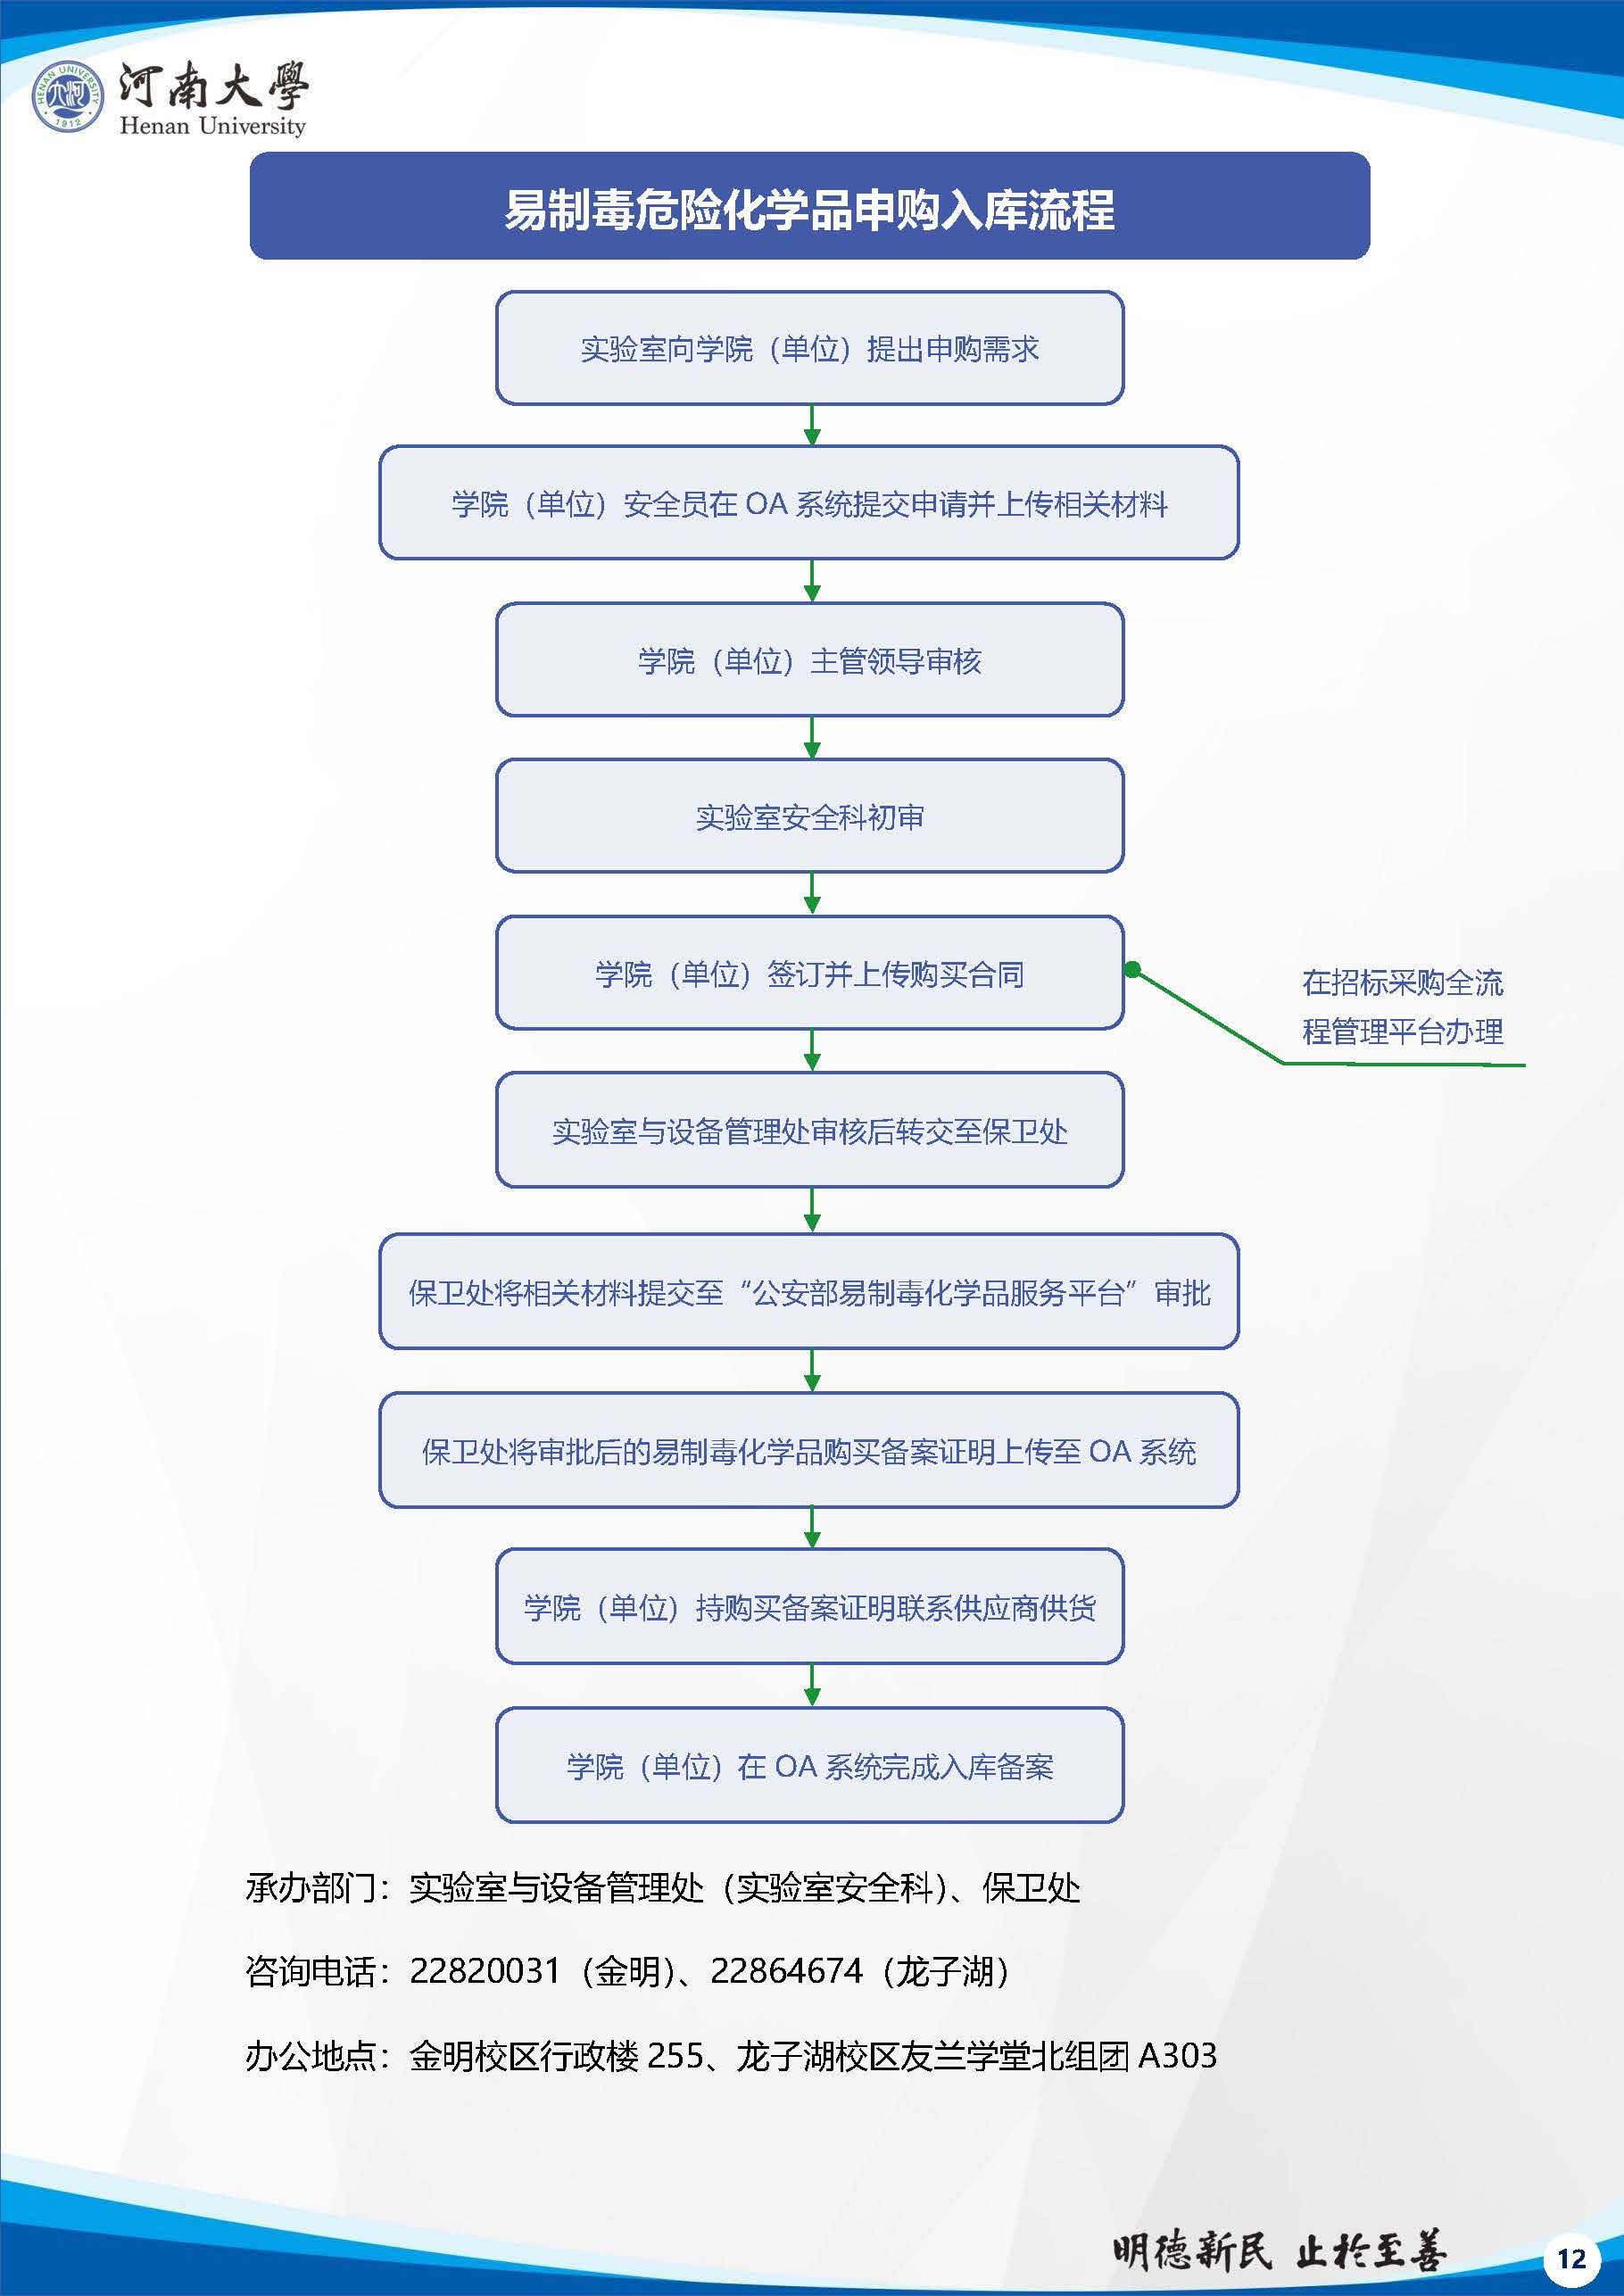 HENAN UNIVERSITY
1912
河南大學
Henan University
易制毒危险化学品申购入库流程
实验室向学院（单位）提出申购需求
学院（单位）安全员在 OA 系统提交申请并上传相关材料
学院（单位）主管领导审核
实验室安全科初审
学院（单位）签订并上传购买合同
在招标采购全流
程管理平台办理
实验室与设备管理处审核后转交至保卫处
保卫处将相关材料提交至“公安部易制毒化学品服务平台”审批
保卫处将审批后的易制毒化学品购买备案证明上传至 OA 系统
学院（单位）持购买备案证明联系供应商供货
学院（单位）在 OA 系统完成入库备案
承办部门：实验室与设备管理处（实验室安全科）、保卫处
咨询电话：22820031（金明）、22864674（龙子湖）
办公地点：金明校区行政楼 255、龙子湖校区友兰学堂北组团 A303
明德新民 止於至善
12